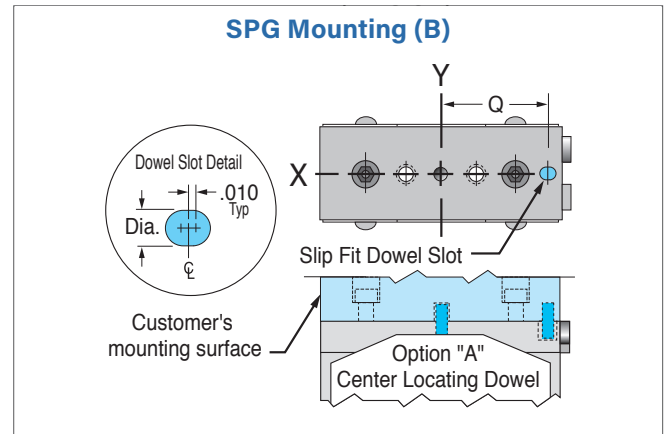 SPG Mounting (B)
Y
Q
X
Dowel Slot Detail
.010
Typ
Dia.
℄
Slip Fit Dowel Slot
Customer's
mounting surface
Option "A"
Center Locating Dowel